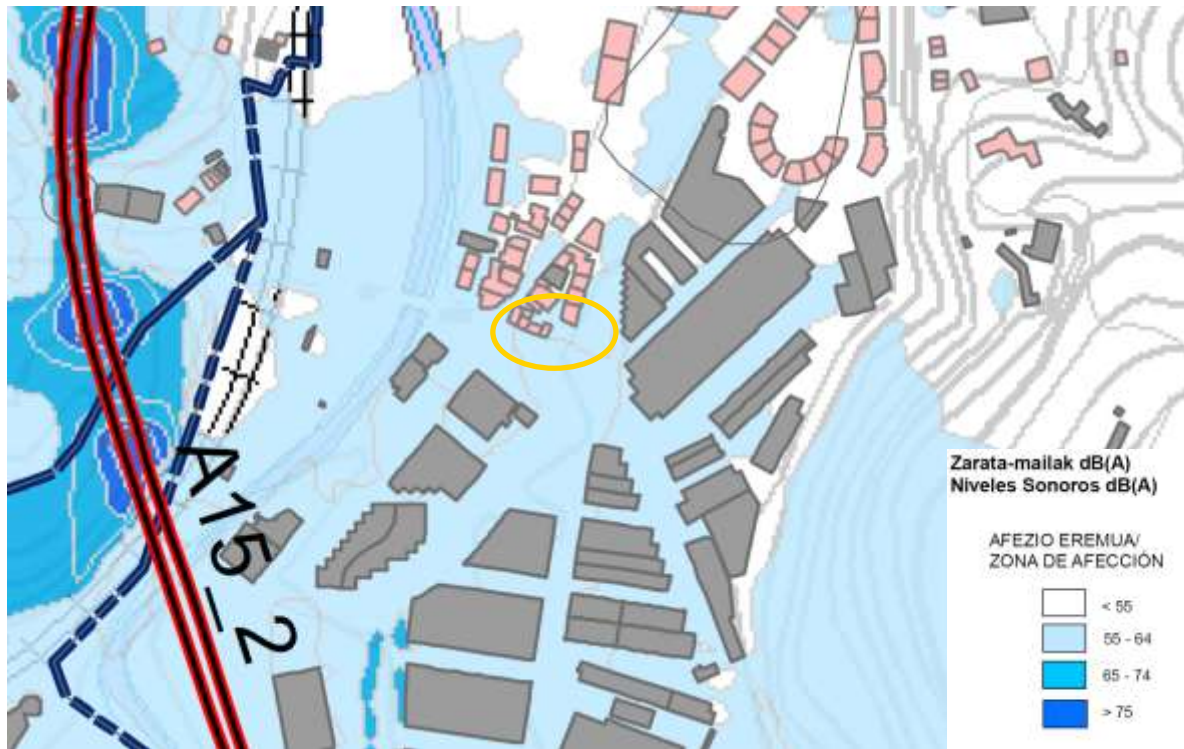 A15_2
Zarata-mailak dB(A)
Niveles Sonoros dB(A)
AFEZIO EREMUA/
ZONA DE AFECCIÓN
< 55
55 - 64
65 - 74
> 75